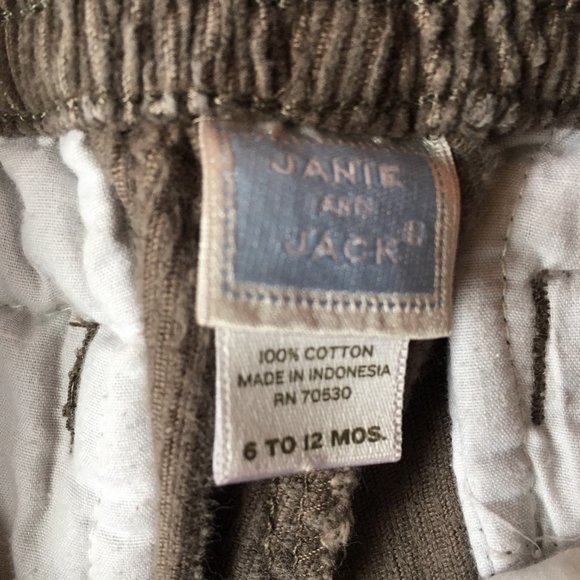 JANIE
AND
JACK®
100% COTTON
MADE IN INDONESIA
RN 70530
6 TO 12 MOS.